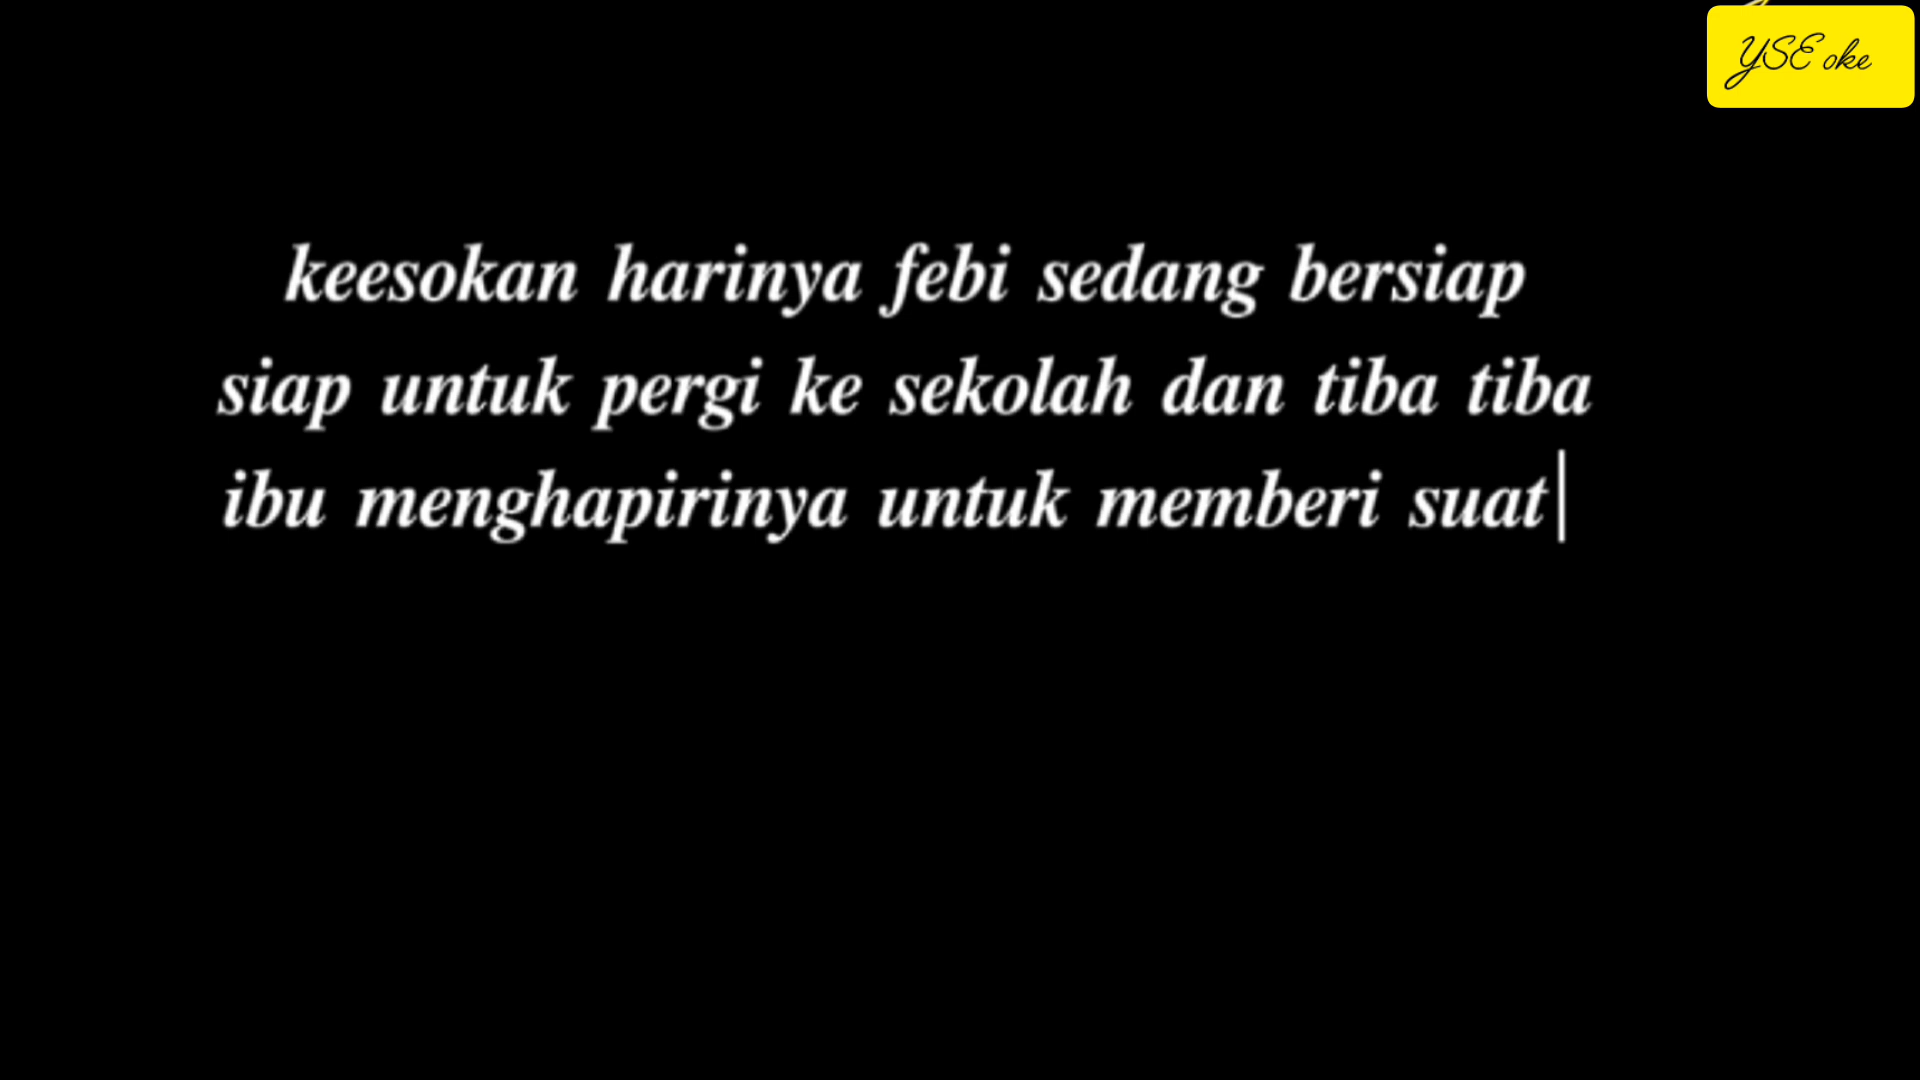 YSE oke
keesokan harinya febi sedang bersiap
siap untuk pergi ke sekolah dan tiba tiba
ibu menghapirinya untuk memberi suat